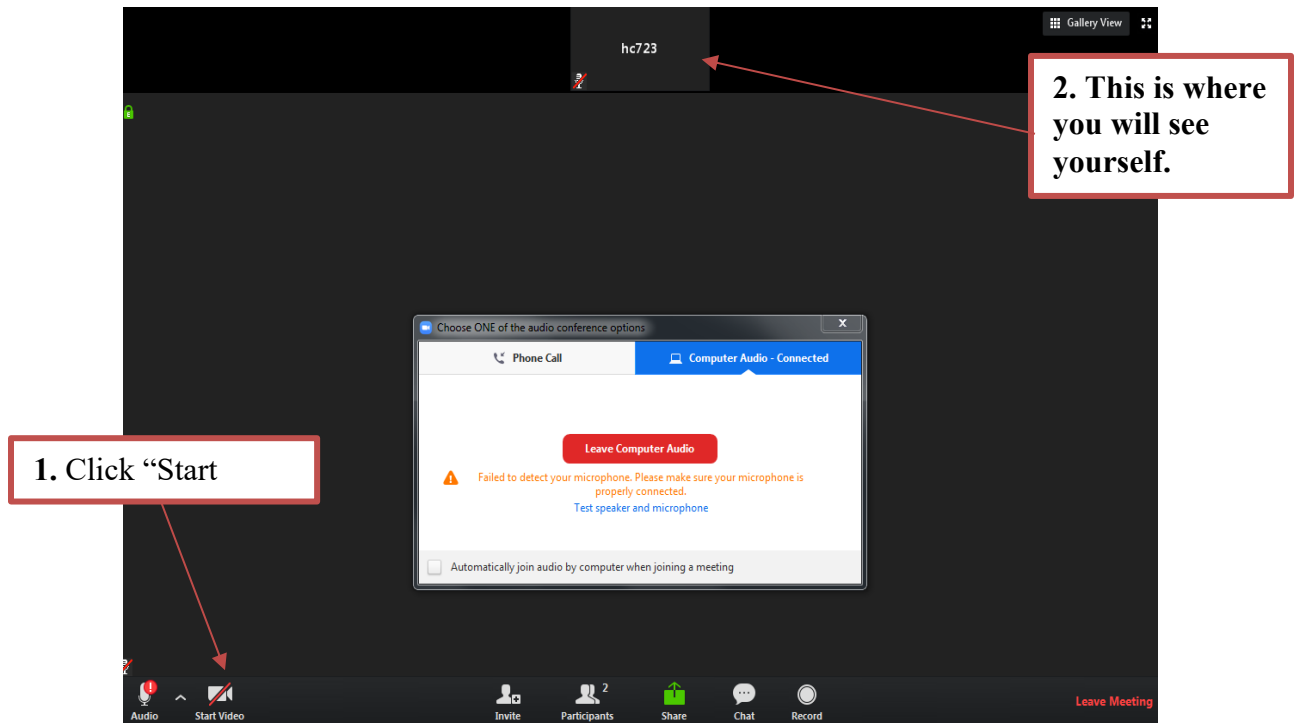 Gallery View
hc723
2. This is where
you will see
yourself.
Choose ONE of the audio conference options
Phone Call
Computer Audio - Connected
Leave Computer Audio
Failed to detect your microphone. Please make sure your microphone is
properly connected.
Test speaker and microphone
Automatically join audio by computer when joining a meeting
1. Click “Start
Audio
Start Video
Invite
2
Participants
Share
Chat
Record
Leave Meeting